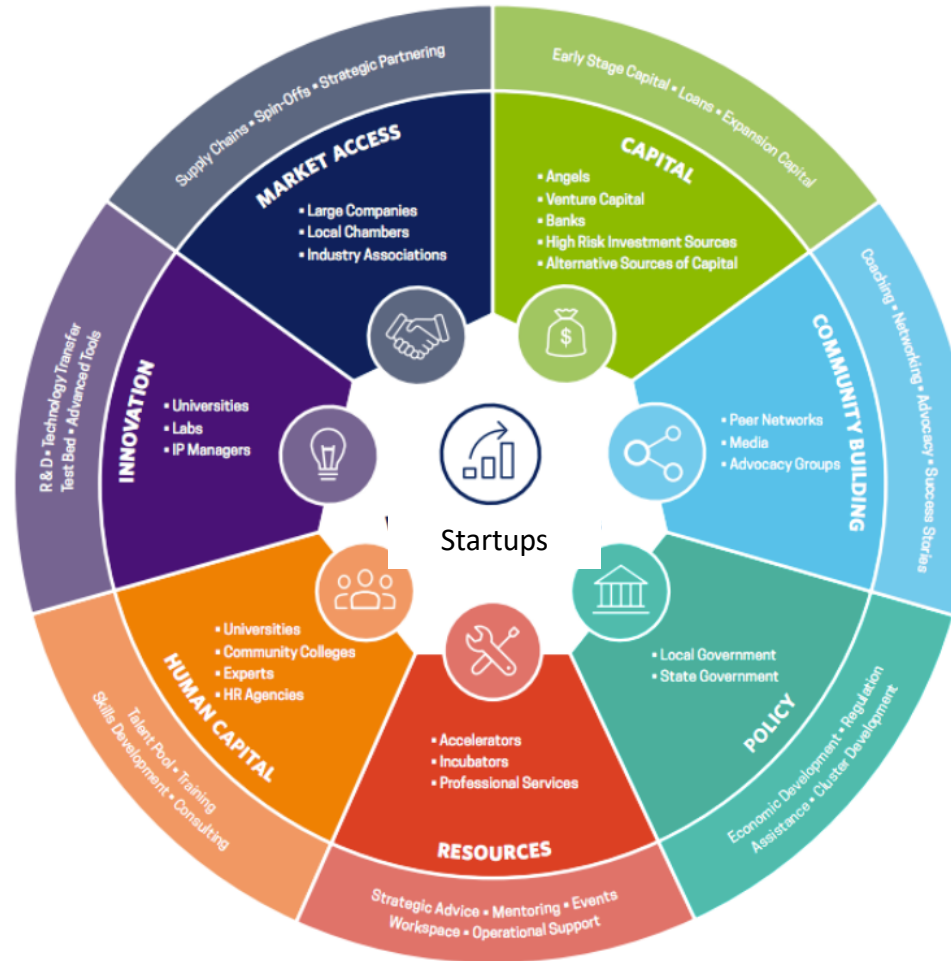 Supply Chains ▪ Spin-Offs ▪ Strategic Partnering
MARKET ACCESS
▪ Large Companies
▪ Local Chambers
▪ Industry Associations
Early Stage Capital ▪ Loans ▪ Expansion Capital
CAPITAL
▪ Angels
▪ Venture Capital
▪ Banks
▪ High Risk Investment Sources
▪ Alternative Sources of Capital
$
Coaching ▪ Networking ▪ Advocacy ▪ Success Stories
COMMUNITY BUILDING
▪ Peer Networks
▪ Media
▪ Advocacy Groups
Economic Development ▪ Regulation
Assistance ▪ Cluster Development
POLICY
▪ Local Government
▪ State Government
▪ Accelerators
▪ Incubators
▪ Professional Services
RESOURCES
Strategic Advice ▪ Mentoring ▪ Events
Workspace ▪ Operational Support
▪ Universities
▪ Community Colleges
▪ Experts
▪ HR Agencies
HUMAN CAPITAL
Talent Pool ▪ Training
Skills Development ▪ Consulting
R & D ▪ Technology Transfer
Test Bed ▪ Advanced Tools
INNOVATION
▪ Universities
▪ Labs
▪ IP Managers
Startups